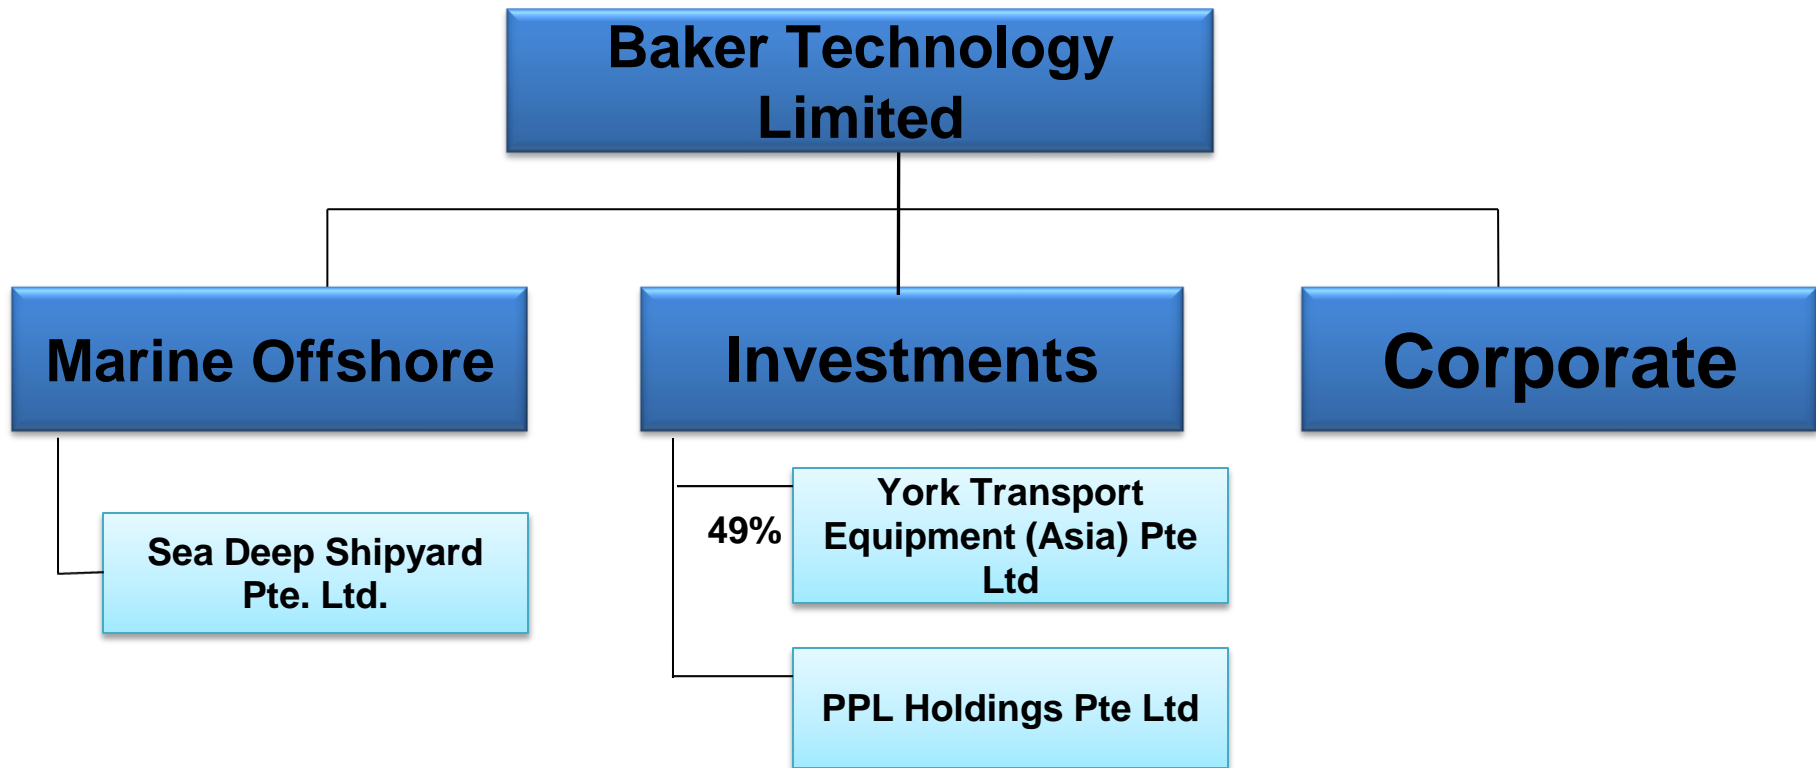 Baker Technology
Limited
Marine Offshore
Investments
Corporate
Sea Deep Shipyard
Pte. Ltd.
49%
York Transport
Equipment (Asia) Pte
Ltd
PPL Holdings Pte Ltd